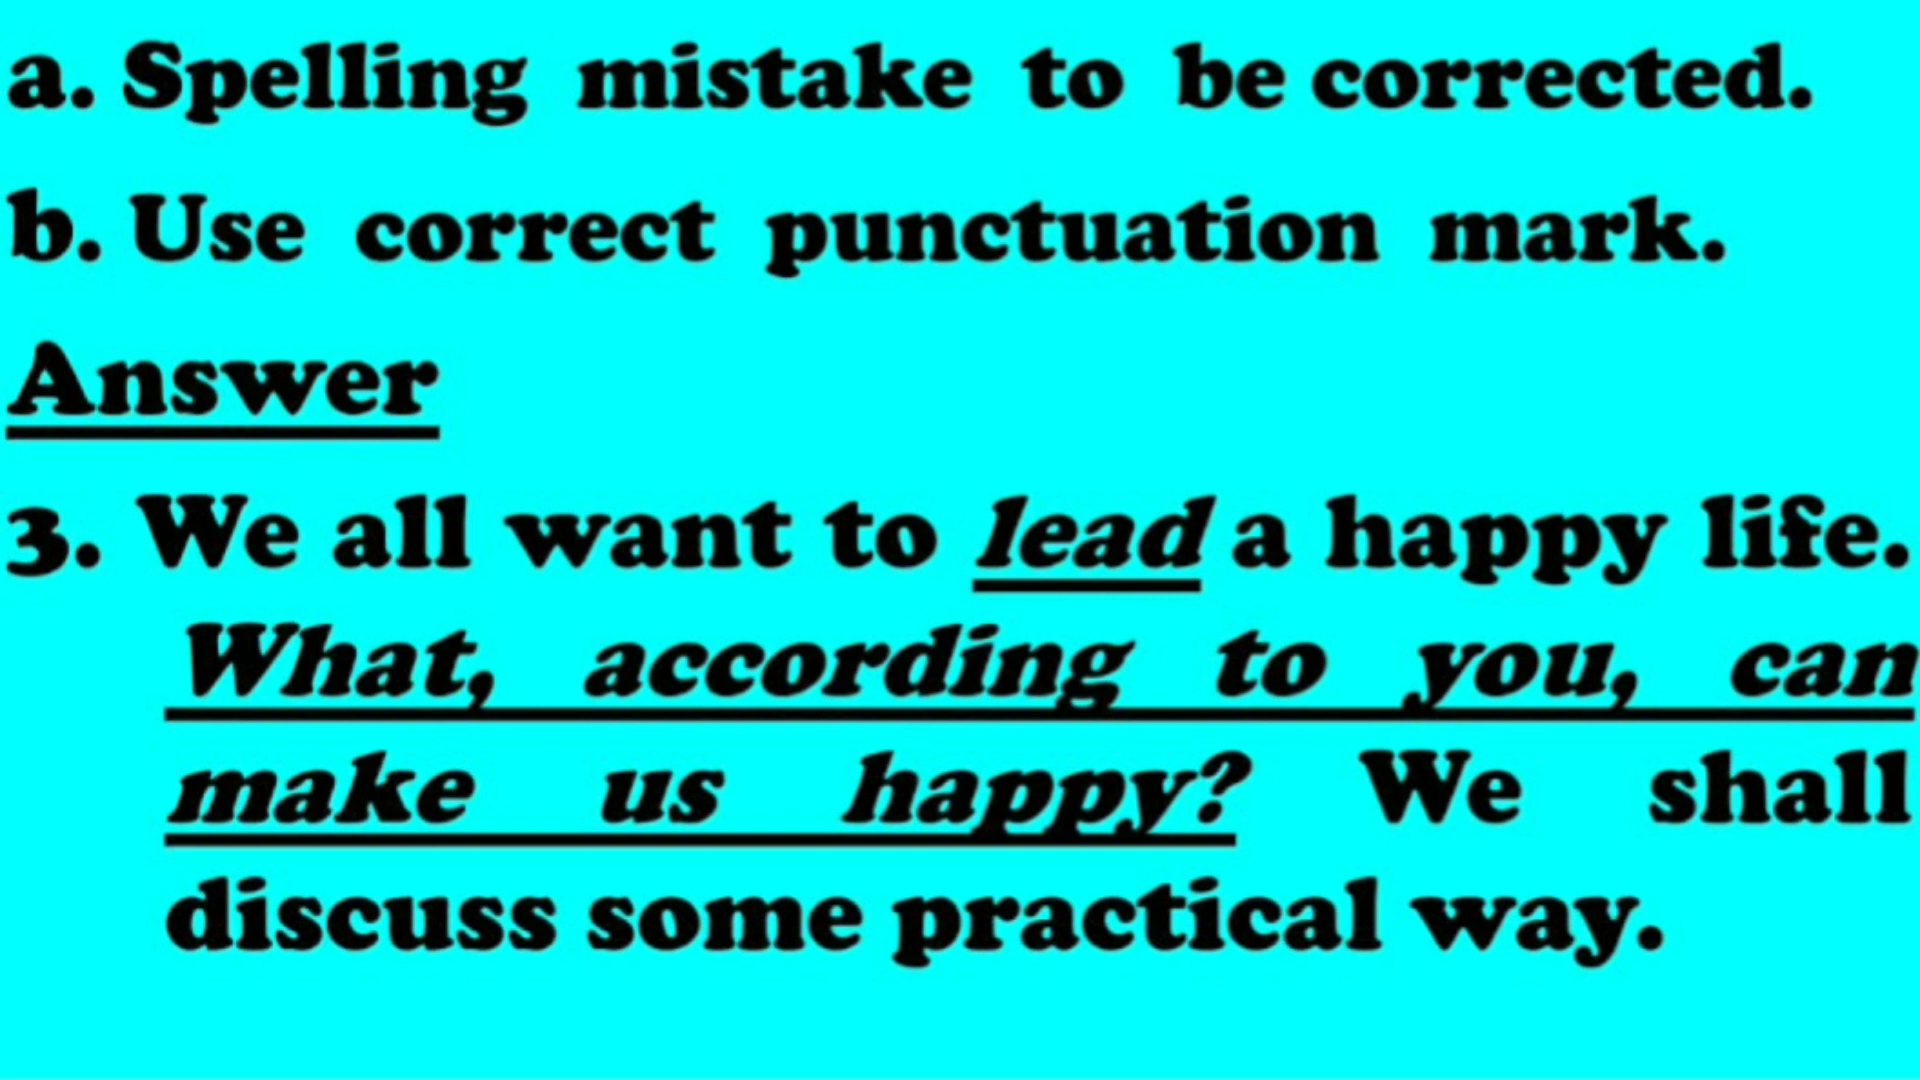 a. Spelling mistake to be corrected.
b. Use correct punctuation mark.
Answer
3. We all want to lead a happy life.
What, according to you, can
make us happy? We shall
discuss some practical way.